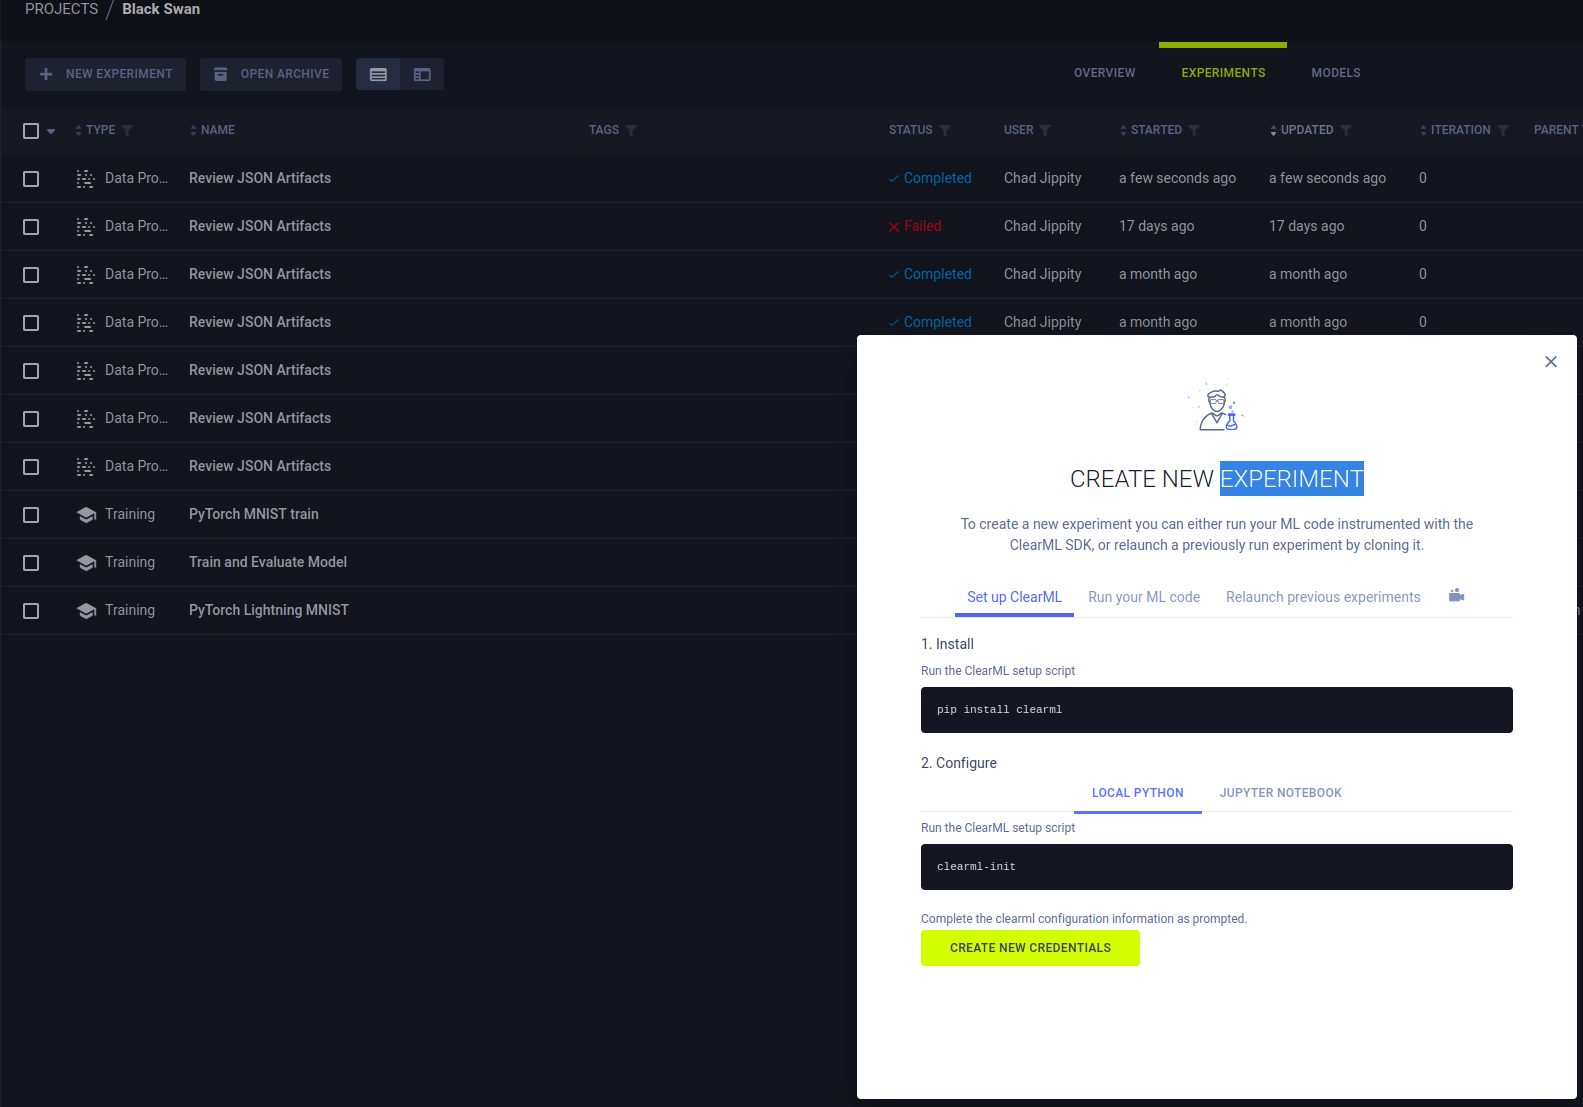 PROJECTS / Black Swan
NEW EXPERIMENT OPEN ARCHIVE OVERVIEW EXPERIMENTS MODELS
TYPE NAME TAGS STATUS USER STARTED UPDATED ITERATION PARENT
Data Pro... Review JSON Artifacts Completed Chad Jippity a few seconds ago a few seconds ago 0
Data Pro... Review JSON Artifacts Failed Chad Jippity 17 days ago 17 days ago 0
Data Pro... Review JSON Artifacts Completed Chad Jippity a month ago a month ago 0
Data Pro... Review JSON Artifacts Completed Chad Jippity a month ago a month ago 0
Data Pro... Review JSON Artifacts
Data Pro... Review JSON Artifacts
Data Pro... Review JSON Artifacts
Training PyTorch MNIST train
Training Train and Evaluate Model
Training PyTorch Lightning MNIST
CREATE NEW EXPERIMENT
To create a new experiment you can either run your ML code instrumented with the
ClearML SDK, or relaunch a previously run experiment by cloning it.
Set up ClearML Run your ML code Relaunch previous experiments
1. Install
Run the ClearML setup script
pip install clearml
2. Configure
LOCAL PYTHON JUPYTER NOTEBOOK
Run the ClearML setup script
clearml-init
Complete the clearml configuration information as prompted.
CREATE NEW CREDENTIALS